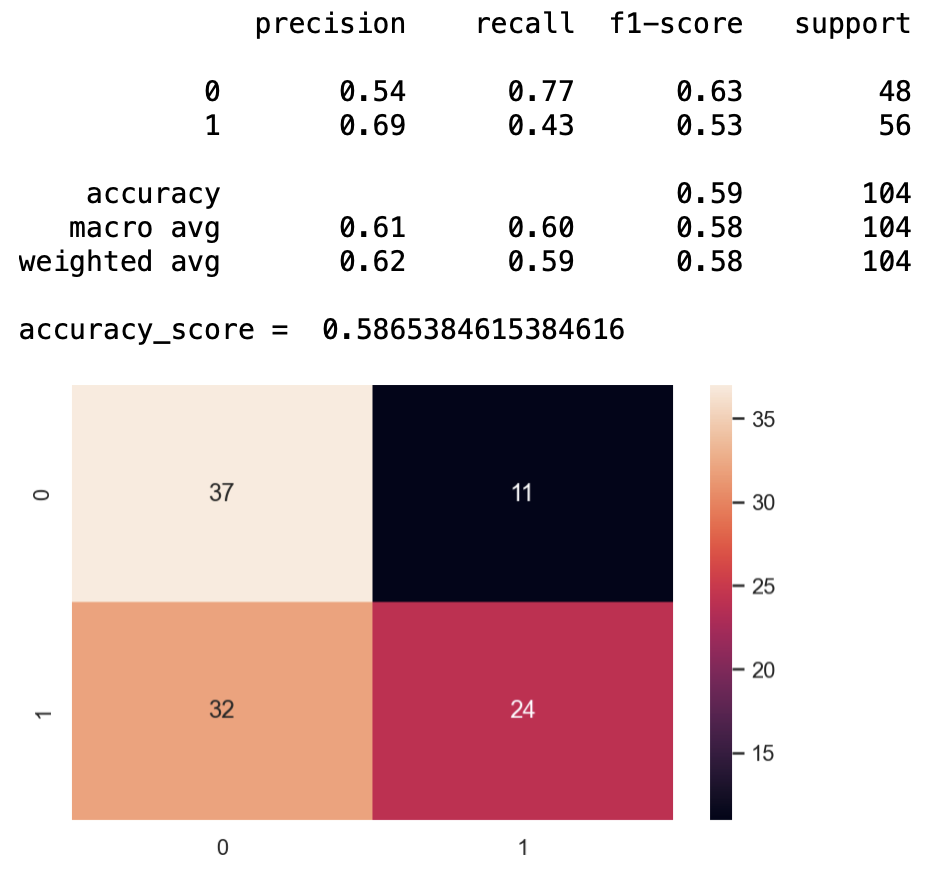 precision recall f1-score support
0 0.54 0.77 0.63 48
1 0.69 0.43 0.53 56
accuracy 0.59 104
macro avg 0.61 0.60 0.58 104
weighted avg 0.62 0.59 0.58 104
accuracy_score = 0.5865384615384616
35
0 37 11
30
25
1 32 24
20
15
0 1